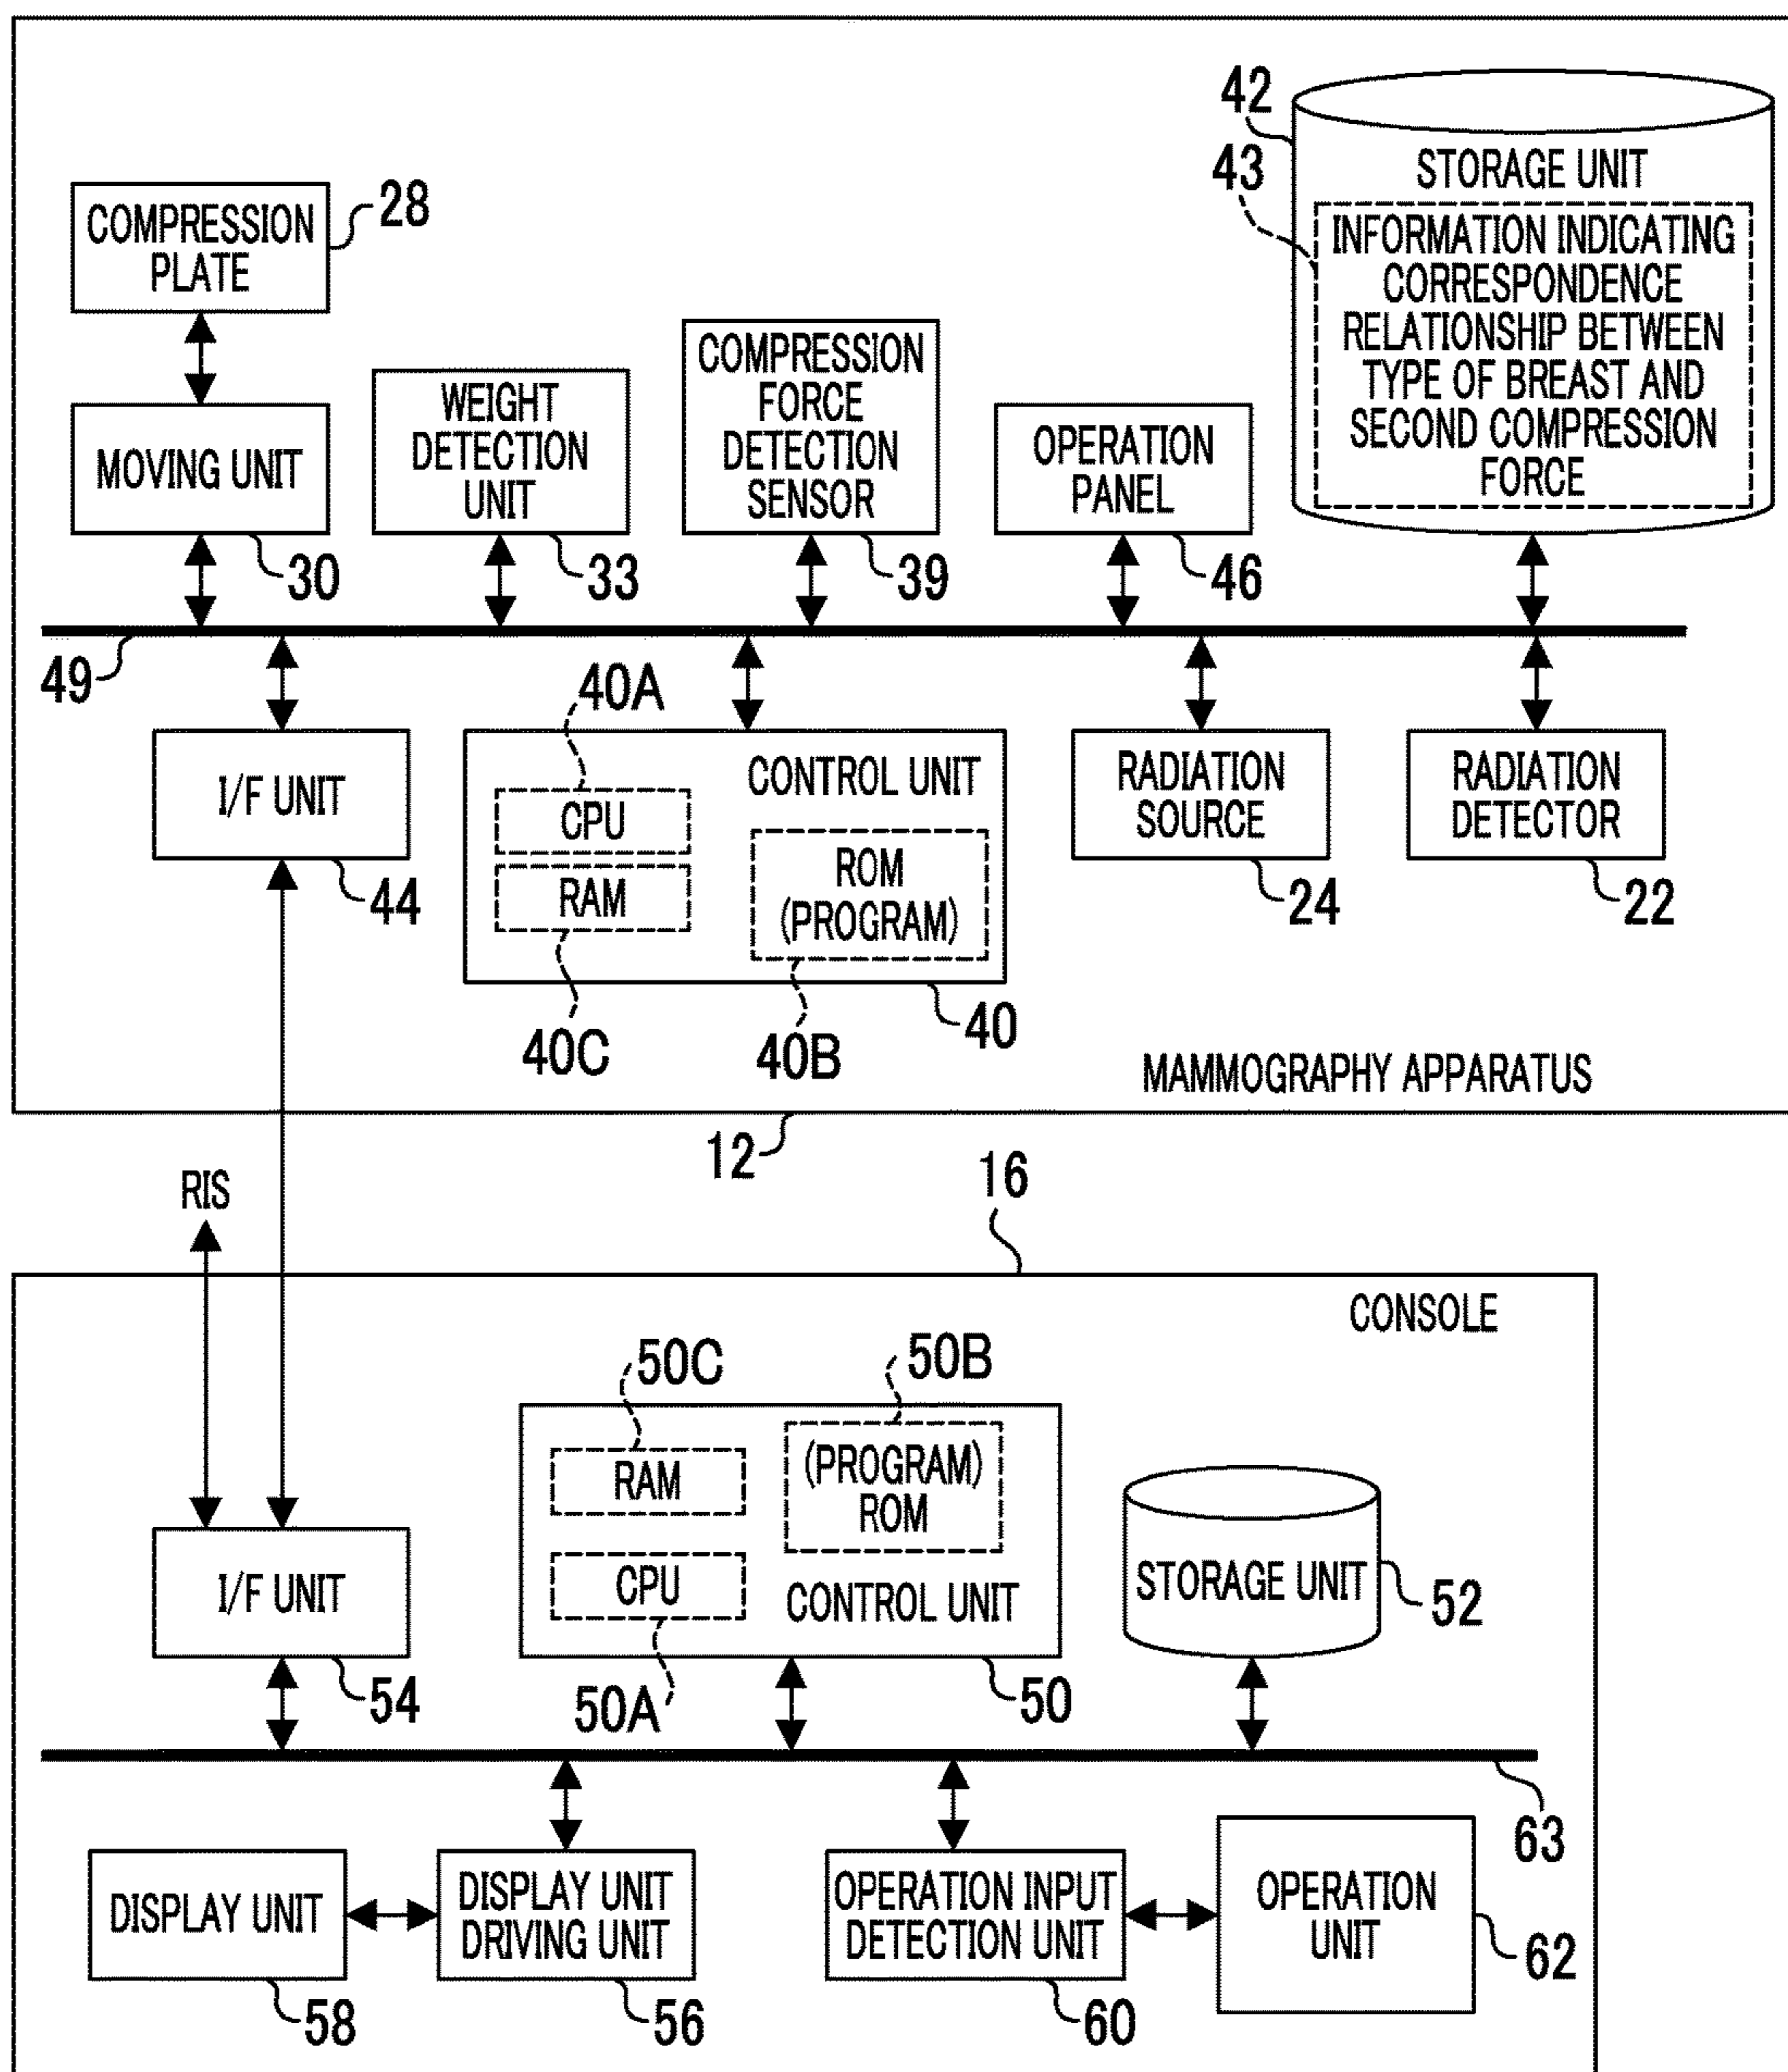 42
STORAGE UNIT
43
INFORMATION INDICATING
CORRESPONDENCE
RELATIONSHIP BETWEEN
TYPE OF BREAST AND
SECOND COMPRESSION
FORCE
COMPRESSION
PLATE
28
MOVING UNIT
30
WEIGHT
DETECTION
UNIT
33
COMPRESSION
FORCE
DETECTION
SENSOR
39
OPERATION
PANEL
46
49
I/F UNIT
44
40A
CONTROL UNIT
CPU
RAM
ROM
(PROGRAM)
40C
40B
40
RADIATION
SOURCE
24
RADIATION
DETECTOR
22
MAMMOGRAPHY APPARATUS
12
RIS
16
CONSOLE
50C
50B
RAM
(PROGRAM)
ROM
CPU
CONTROL UNIT
50A
50
I/F UNIT
54
STORAGE UNIT
52
63
DISPLAY UNIT
58
DISPLAY UNIT
DRIVING UNIT
56
OPERATION INPUT
DETECTION UNIT
60
OPERATION
UNIT
62